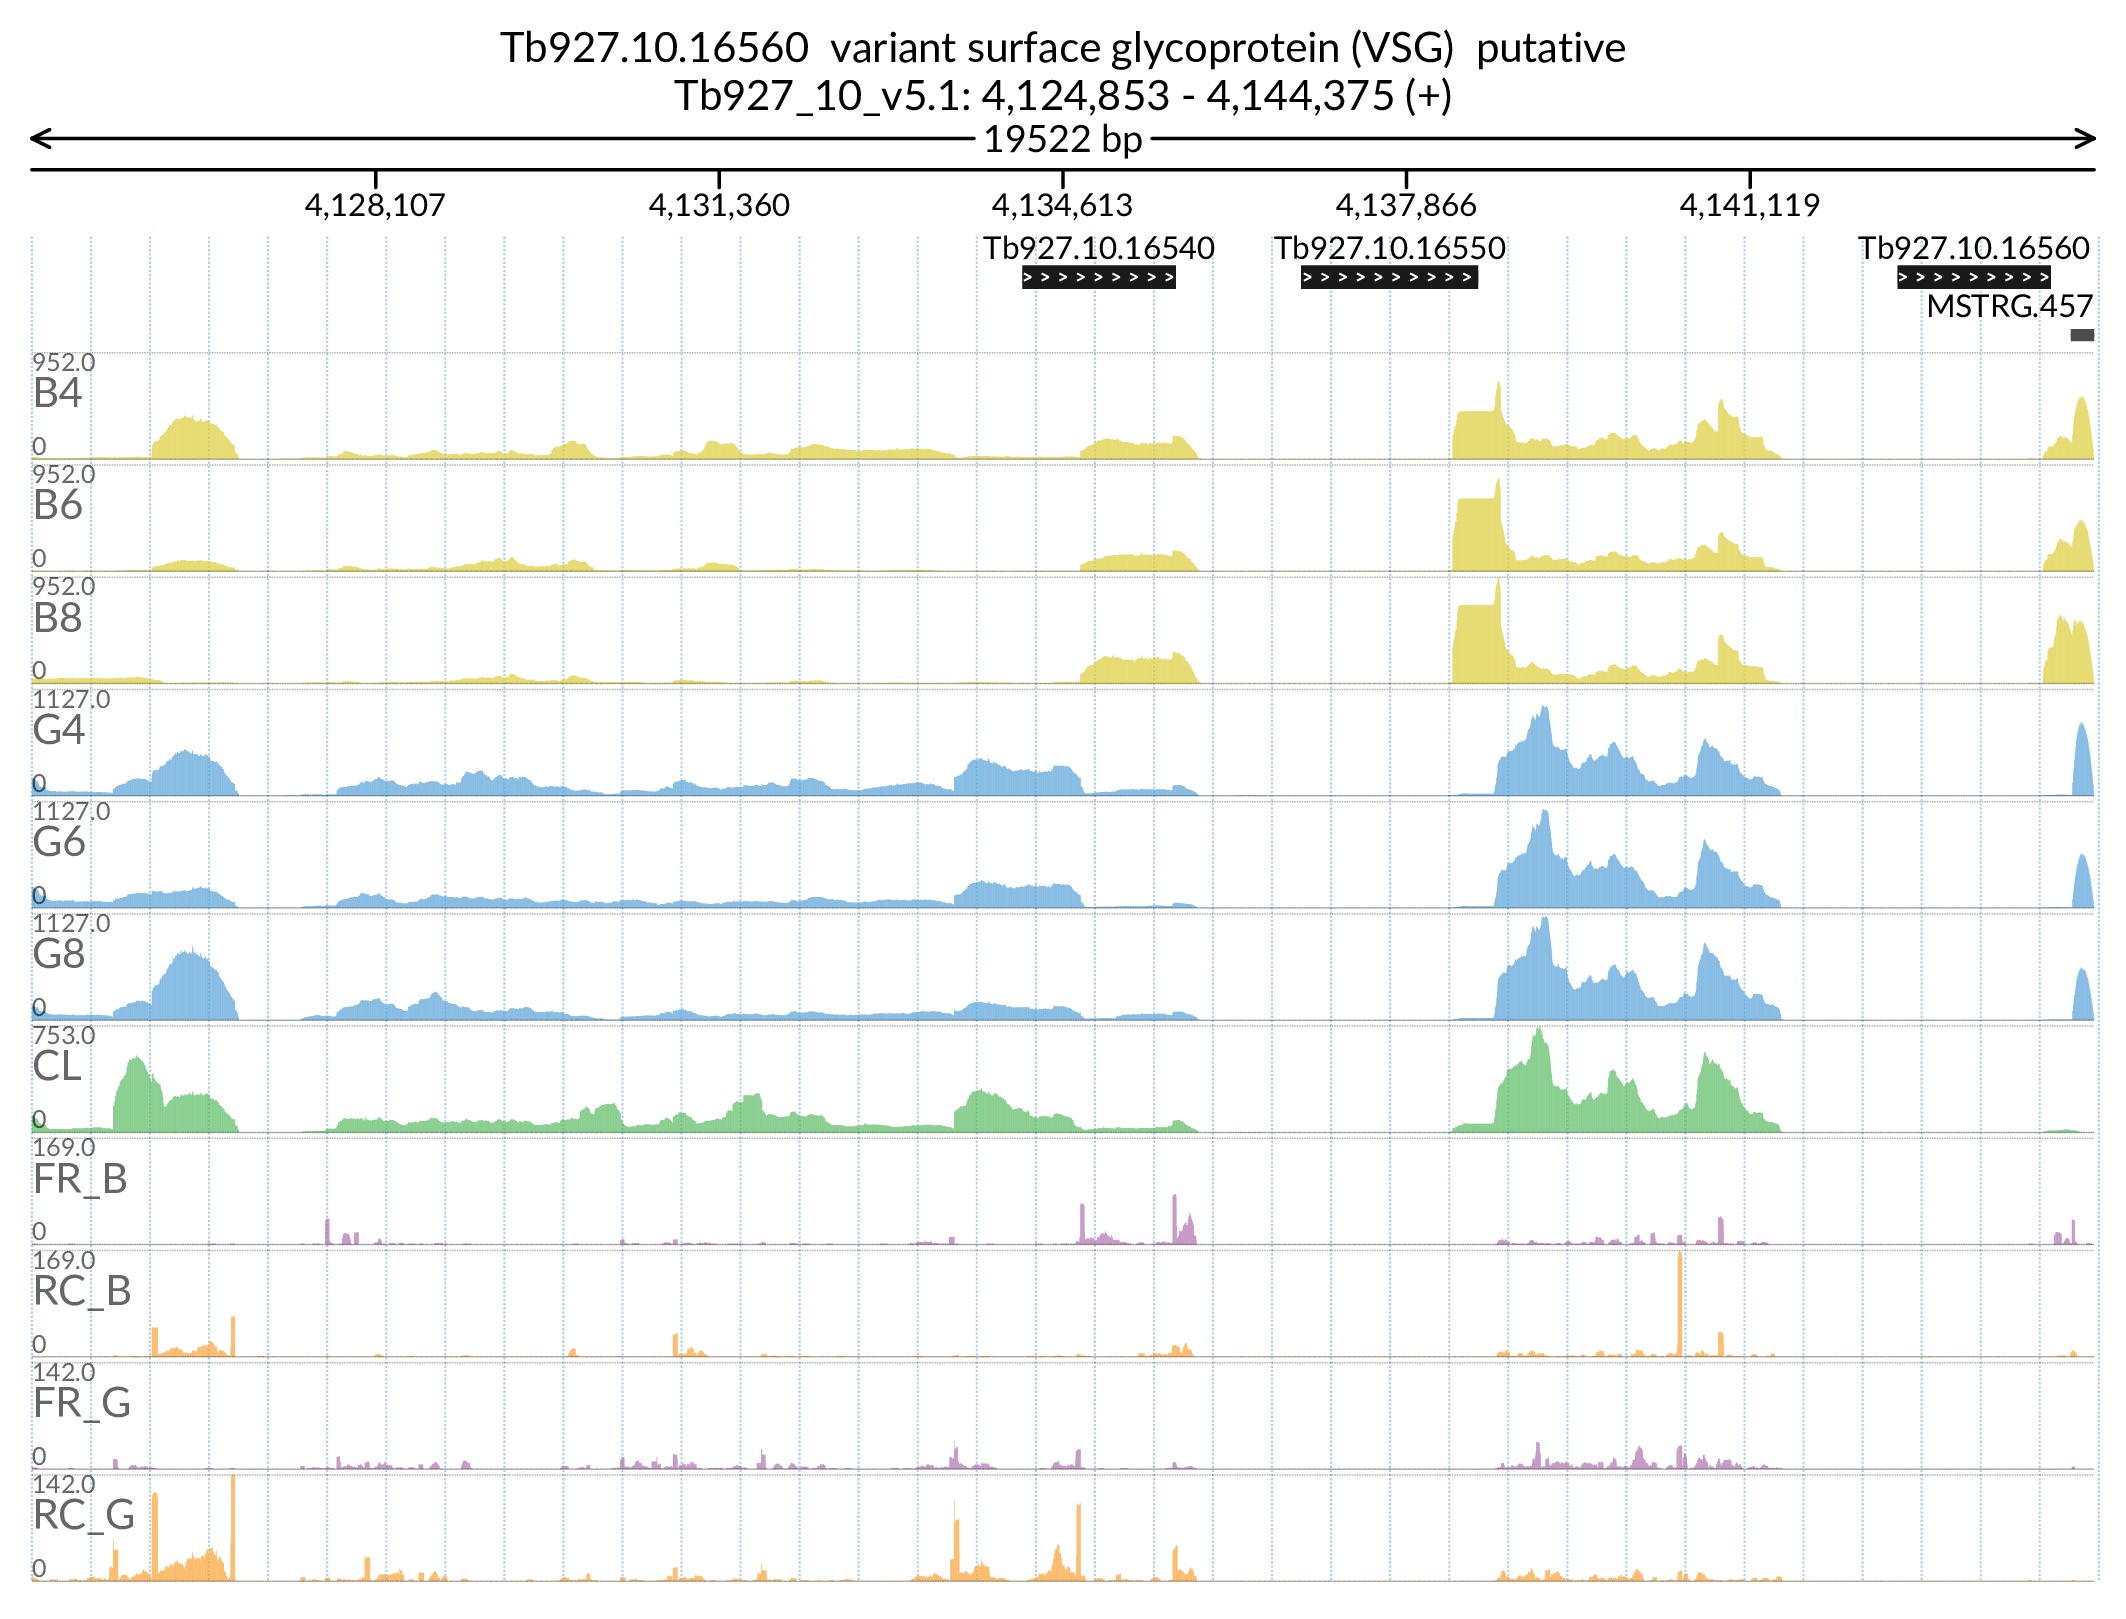 Tb927.10.16560  variant surface glycoprotein (VSG)  putative
Tb927_10_v5.1: 4,124,853 - 4,144,375 (+)
19522 bp
4,128,107 4,131,360 4,134,613 4,137,866 4,141,119
Tb927.10.16540 Tb927.10.16550 Tb927.10.16560
MSTRG.457
952.0
B4
0
952.0
B6
0
952.0
B8
0
1127.0
G4
0
1127.0
G6
0
1127.0
G8
0
753.0
CL
0
169.0
FR_B
0
169.0
RC_B
0
142.0
FR_G
0
142.0
RC_G
0